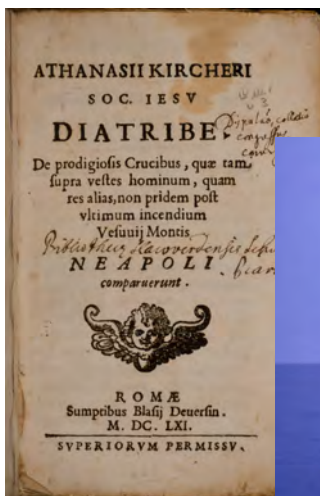 ATHANASII KIRCHERI
SOC. IESV
DIATRIBE
De prodigiosis Crucibus, quæ tam
supra vestes hominum, quam
res alias, non pridem post
vltimum incendium
Vesuuij Montis
NEAPOLI
comparuerunt.
ROMÆ
Sumptibus Blasij Deuersin.
M. DC. LXI.
SVPERIORVM PERMISSV.